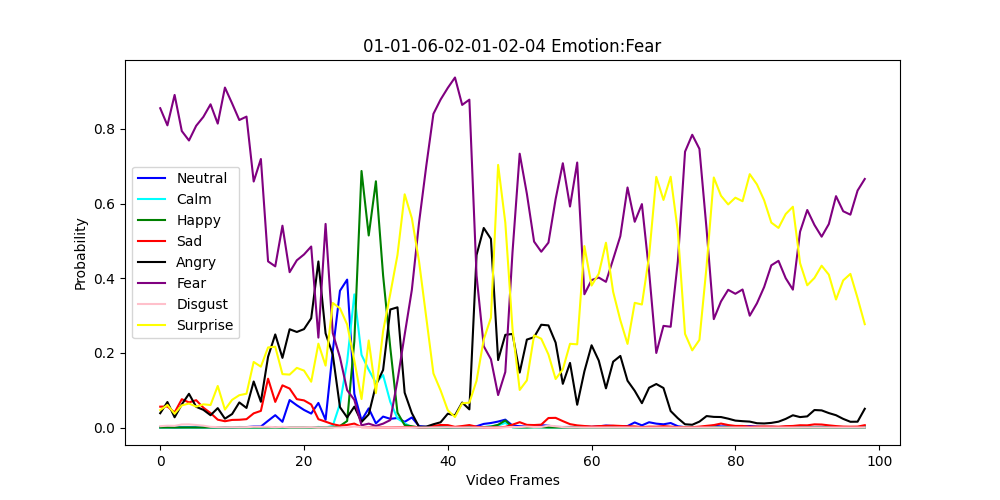 01-01-06-02-01-02-04 Emotion:Fear
Probability
0.8
0.6
0.4
0.2
0.0
Neutral
Calm
Happy
Sad
Angry
Fear
Disgust
Surprise
0 20 40 60 80 100
Video Frames